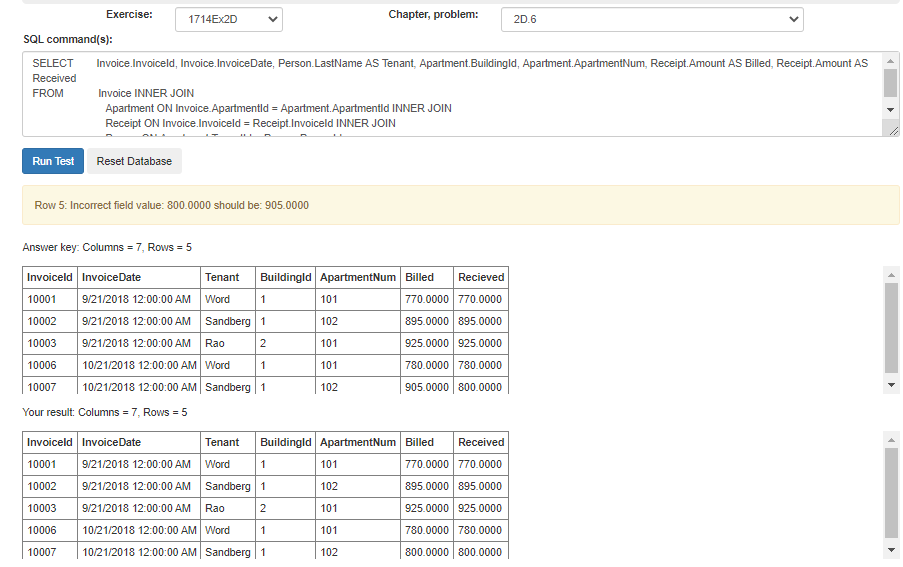 Exercise: 1714Ex2D Chapter, problem: 2D.6
SQL command(s):
SELECT Invoice.InvoiceId, Invoice.InvoiceDate, Person.LastName AS Tenant, Apartment.BuildingId, Apartment.ApartmentNum, Receipt.Amount AS Billed, Receipt.Amount AS
Received
FROM Invoice INNER JOIN
Apartment ON Invoice.ApartmentId = Apartment.ApartmentId INNER JOIN
Receipt ON Invoice.InvoiceId = Receipt.InvoiceId INNER JOIN
Run Test Reset Database
Row 5: Incorrect field value: 800.0000 should be: 905.0000
Answer key: Columns = 7, Rows = 5
InvoiceId InvoiceDate Tenant BuildingId ApartmentNum Billed Recieved
10001 9/21/2018 12:00:00 AM Word 1 101 770.0000 770.0000
10002 9/21/2018 12:00:00 AM Sandberg 1 102 895.0000 895.0000
10003 9/21/2018 12:00:00 AM Rao 2 101 925.0000 925.0000
10006 10/21/2018 12:00:00 AM Word 1 101 780.0000 780.0000
10007 10/21/2018 12:00:00 AM Sandberg 1 102 905.0000 800.0000
Your result: Columns = 7, Rows = 5
InvoiceId InvoiceDate Tenant BuildingId ApartmentNum Billed Received
10001 9/21/2018 12:00:00 AM Word 1 101 770.0000 770.0000
10002 9/21/2018 12:00:00 AM Sandberg 1 102 895.0000 895.0000
10003 9/21/2018 12:00:00 AM Rao 2 101 925.0000 925.0000
10006 10/21/2018 12:00:00 AM Word 1 101 780.0000 780.0000
10007 10/21/2018 12:00:00 AM Sandberg 1 102 800.0000 800.0000